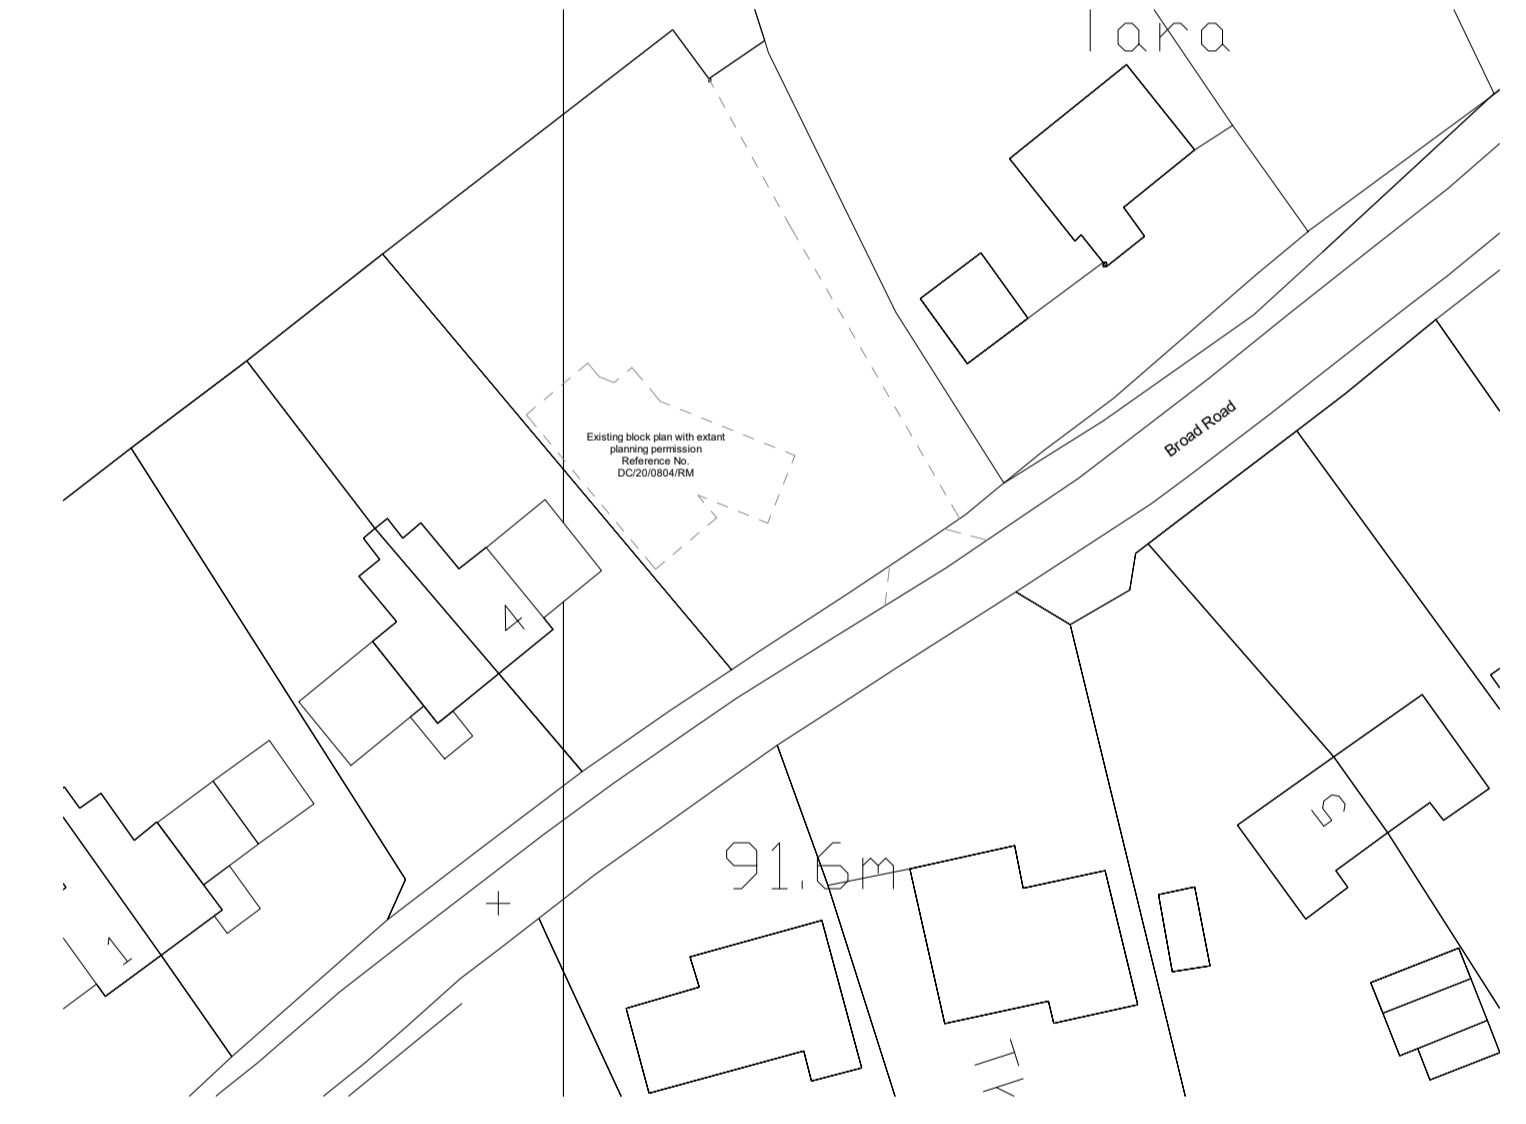 Tara
Broad Road
Existing block plan with extant
planning permission
Reference No.
DC/20/0804/RM
4
5
91.6m
1